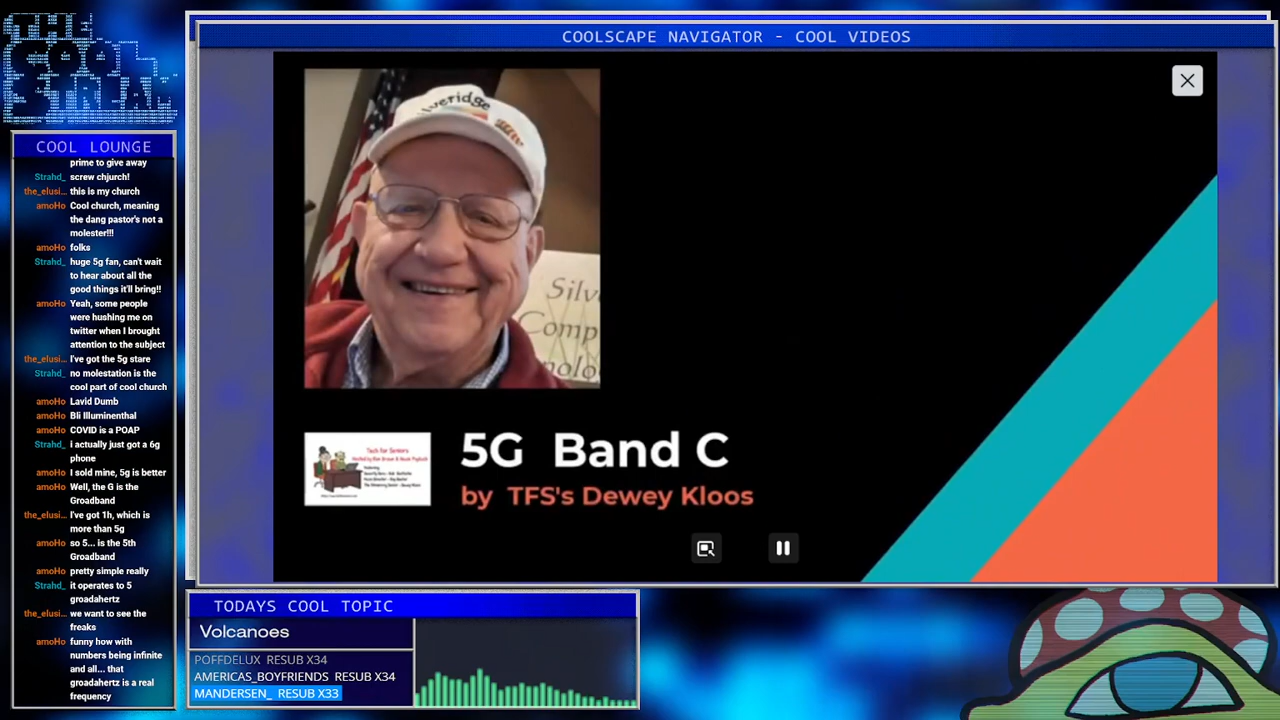 COOLSCAPE NAVIGATOR - COOL VIDEOS
COOL LOUNGE
prime to give away
Strahd_ screw chjurch!
the_elusi... this is my church
amoHo Cool church, meaning
the dang pastor's not a
molester!!!
amoHo folks
Strahd_ huge 5g fan, can't wait
to hear about all the
good things it'll bring!!
amoHo Yeah, some people
were hushing me on
twitter when I brought
attention to the subject
the_elusi... I've got the 5g stare
Strahd_ no molestation is the
cool part of cool church
amoHo Lavid Dumb
amoHo Bli Illuminenthal
amoHo COVID is a POAP
Strahd_ i actually just got a 6g
phone
amoHo I sold mine, 5g is better
amoHo Well, the G is the
Groadband
the_elusi... I've got 1h, which is
more than 5g
amoHo so 5... is the 5th
Groadband
amoHo pretty simple really
Strahd_ it operates to 5
groadahertz
the_elusi... we want to see the
freaks
amoHo funny how with
numbers being infinite
and all... that
groadahertz is a real
frequency
Silv
Comp
nolo
Tech for Seniors
5G Band C
by TFS's Dewey Kloos
TODAYS COOL TOPIC
Volcanoes
POFFDELUX RESUB X34
AMERICAS_BOYFRIENDS RESUB X34
MANDERSEN_ RESUB X33